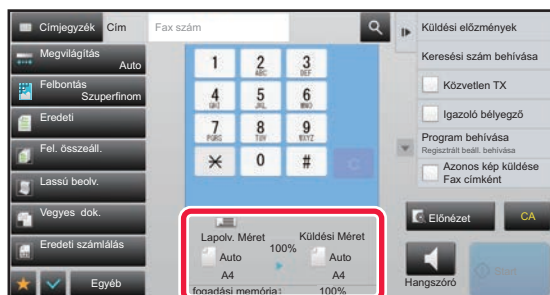 Címjegyzék
Cím
Fax szám
Megvilágítás
Auto
Felbontás
Szuperfinom
Eredeti
Fel. összeáll.
Lassú beolv.
Vegyes dok.
Eredeti számlálás
Egyéb
1
2 ABC
3 DEF
4 GHI
5 JKL
6 MNO
7 PQRS
8 TUV
9 WXYZ
0
#
C
Lapolv. Méret
100%
Küldési Méret
Auto
A4
Auto
A4
fogadási memória: 100%
Küldési előzmények
Keresési szám behívása
Közvetlen TX
Igazoló bélyegző
Program behívása
Regisztrált beáll. behívása
Azonos kép küldése
Fax címként
Előnézet
CA
Hangszóró
Start